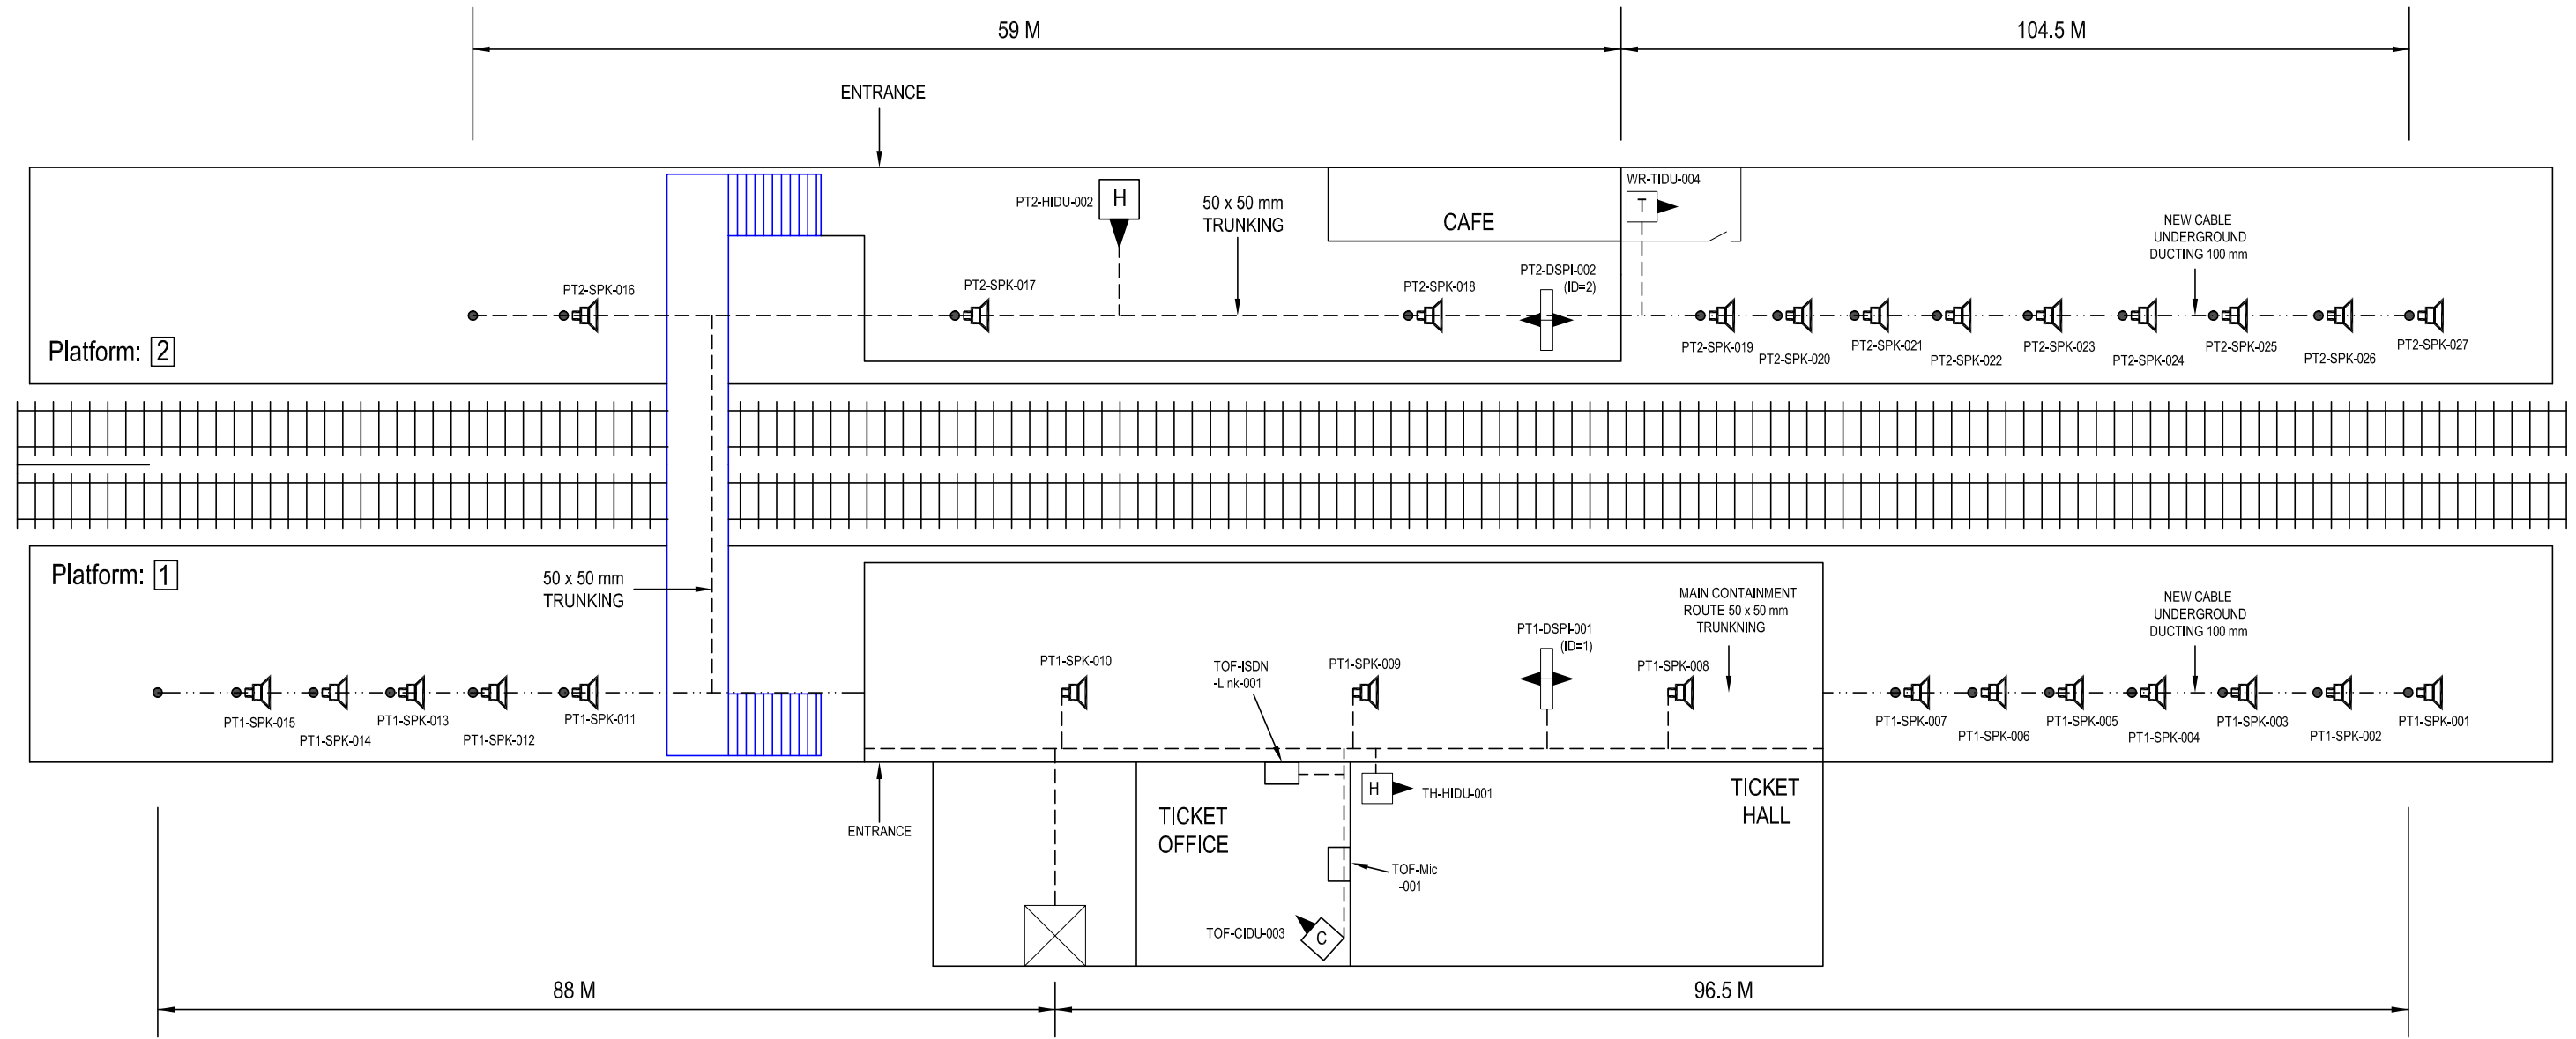 59 M
104.5 M
ENTRANCE
WR-TIDU-004
T
PT2-HIDU-002
H
50 x 50 mm
TRUNKING
CAFE
NEW CABLE
UNDERGROUND
DUCTING 100 mm
PT2-DSPI-002
(ID=2)
PT2-SPK-016
PT2-SPK-017
PT2-SPK-018
Platform: 2
PT2-SPK-019
PT2-SPK-020
PT2-SPK-021
PT2-SPK-022
PT2-SPK-023
PT2-SPK-024
PT2-SPK-025
PT2-SPK-026
PT2-SPK-027
Platform: 1
50 x 50 mm
TRUNKING
MAIN CONTAINMENT
ROUTE 50 x 50 mm
TRUNKNING
NEW CABLE
UNDERGROUND
DUCTING 100 mm
PT1-DSPI-001
(ID=1)
PT1-SPK-010
TOF-ISDN
-Link-001
PT1-SPK-009
PT1-SPK-008
PT1-SPK-015
PT1-SPK-014
PT1-SPK-013
PT1-SPK-012
PT1-SPK-011
PT1-SPK-007
PT1-SPK-006
PT1-SPK-005
PT1-SPK-004
PT1-SPK-003
PT1-SPK-002
PT1-SPK-001
ENTRANCE
TICKET
OFFICE
H
TH-HIDU-001
TICKET
HALL
TOF-Mic
-001
TOF-CIDU-003
C
88 M
96.5 M